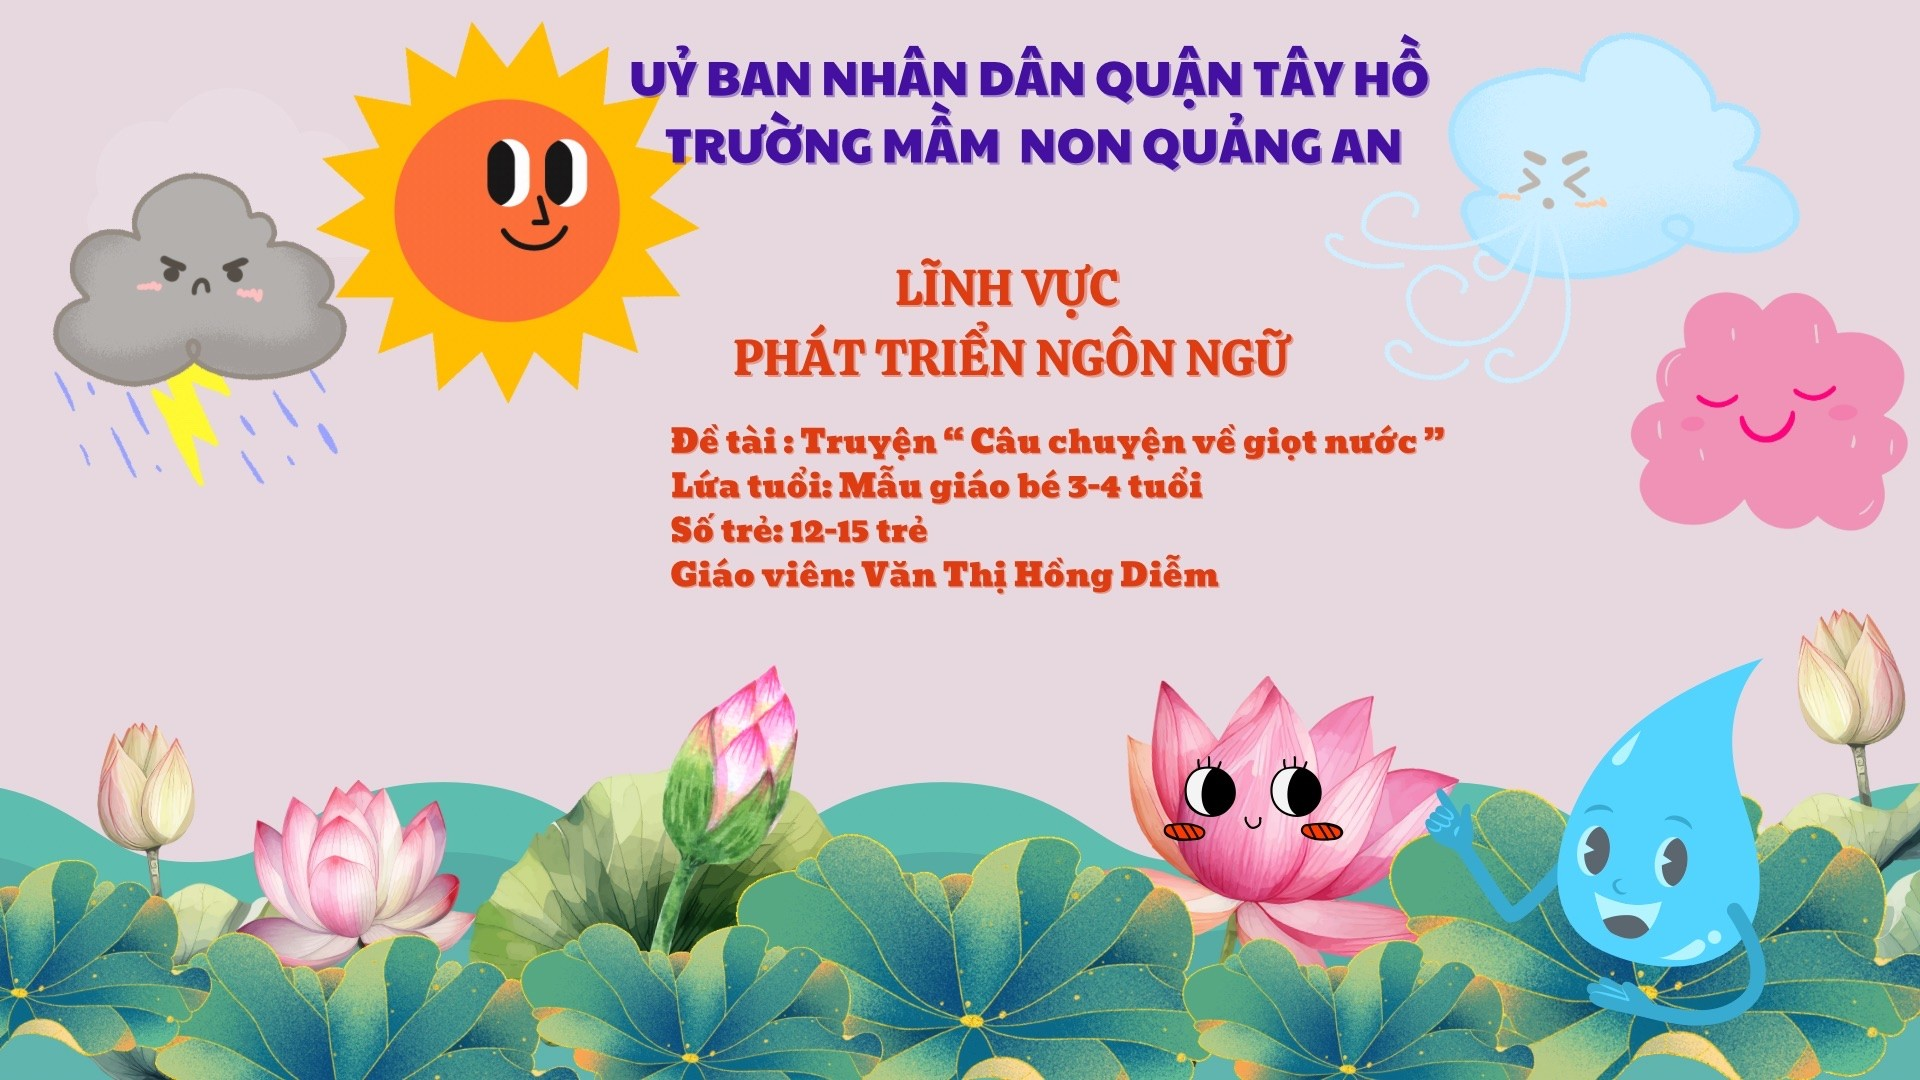 UỶ BAN NHÂN DÂN QUẬN TÂY HỒ
TRƯỜNG MẦM NON QUẢNG AN
LĨNH VỰC
PHÁT TRIỂN NGÔN NGỮ
Đề tài : Truyện “ Câu chuyện về giọt nước ”
Lứa tuổi: Mẫu giáo bé 3-4 tuổi
Số trẻ: 12-15 trẻ
Giáo viên: Văn Thị Hồng Diễm